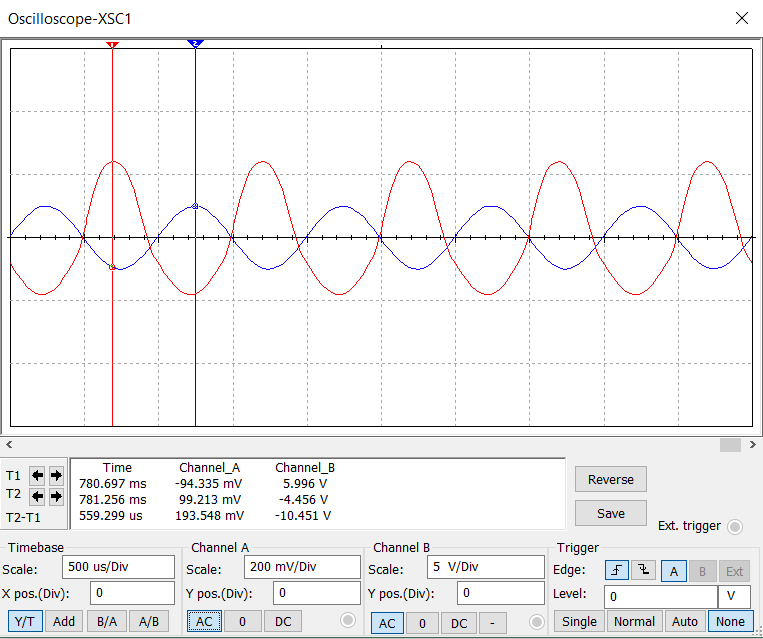 Oscilloscope-XSC1
1 2
Time Channel_A Channel_B
T1 780.697 ms -94.335 mV 5.996 V
T2 781.256 ms 99.213 mV -4.456 V
T2-T1 559.299 us 193.548 mV -10.451 V
Reverse
Save
Ext. trigger
Timebase Channel A Channel B Trigger
Scale: 500 us/Div Scale: 200 mV/Div Scale: 5 V/Div Edge: A B Ext
X pos.(Div): 0 Y pos.(Div): 0 Y pos.(Div): 0 Level: 0 V
Y/T Add B/A A/B AC 0 DC AC 0 DC - Single Normal Auto None